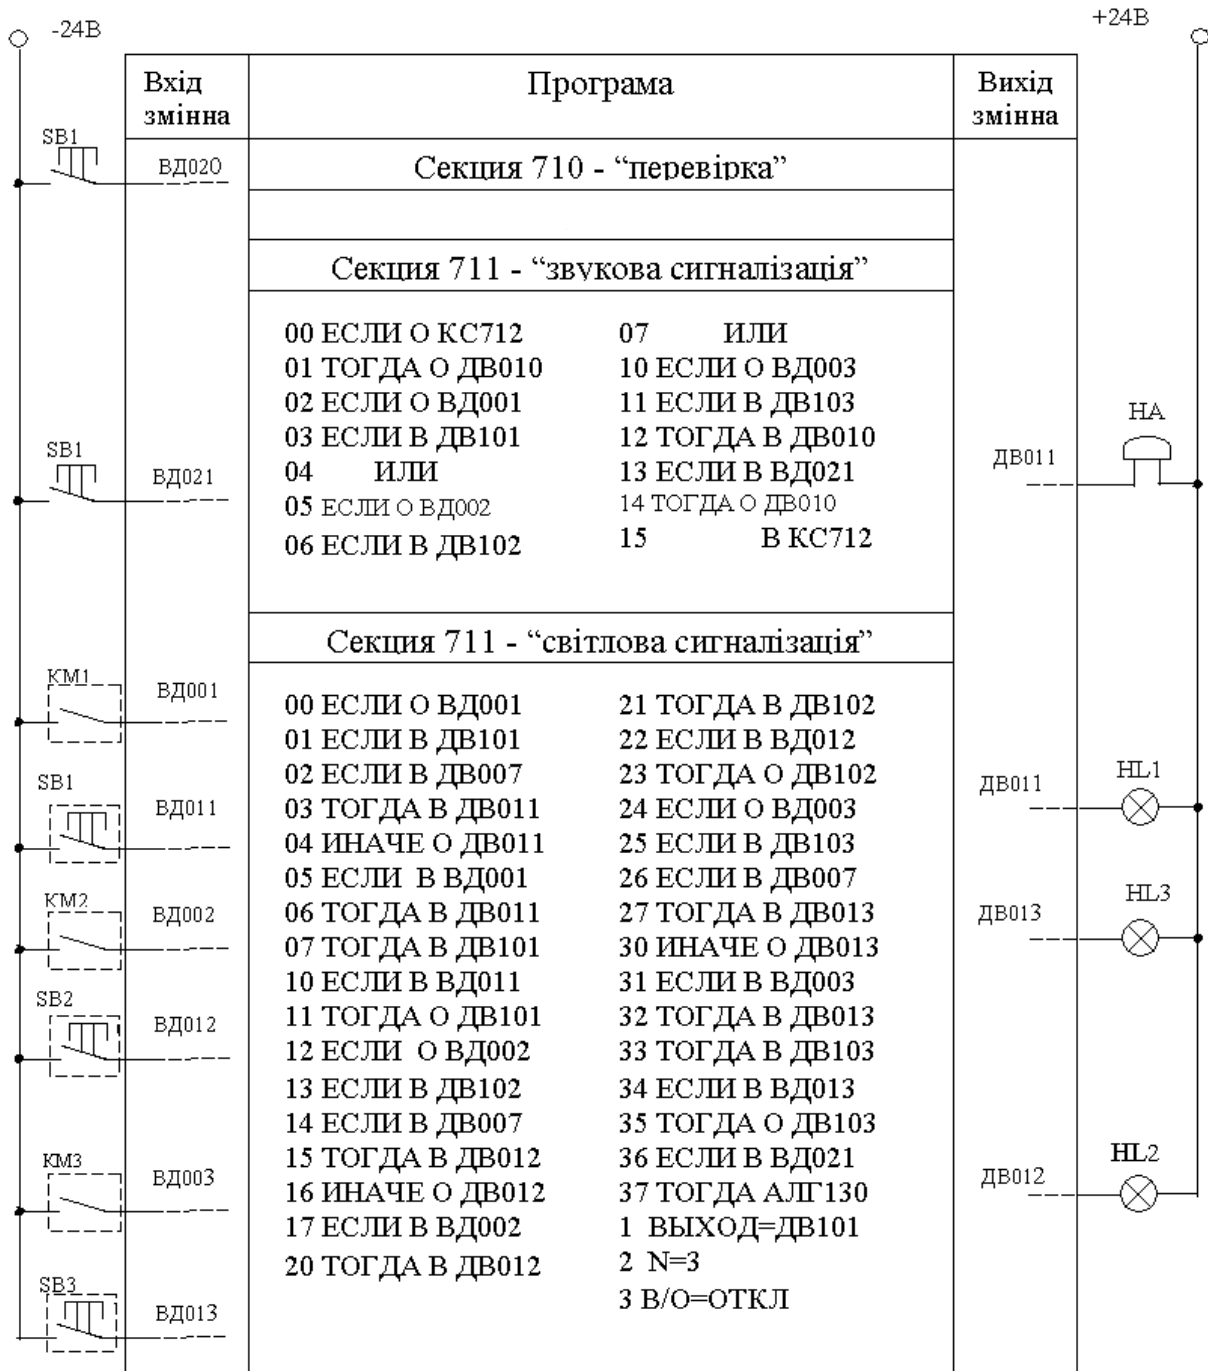 -24В
+24В
Вхід
змінна
Програма
Вихід
змінна
SB1
ВД020
Секция 710 - “перевірка”
Секция 711 - “звукова сигналізація”
00 ЕСЛИ О КС712
01 ТОГДА О ДВ010
02 ЕСЛИ О ВД001
03 ЕСЛИ В ДВ101
04 ИЛИ
05 ЕСЛИ О ВД002
06 ЕСЛИ В ДВ102
07 ИЛИ
10 ЕСЛИ О ВД003
11 ЕСЛИ В ДВ103
12 ТОГДА В ДВ010
13 ЕСЛИ В ВД021
14 ТОГДА О ДВ010
15 В КС712
SB1
ВД021
ДВ011
НА
Секция 711 - “світлова сигналізація”
00 ЕСЛИ О ВД001
01 ЕСЛИ В ДВ101
02 ЕСЛИ В ДВ007
03 ТОГДА В ДВ011
04 ИНАЧЕ О ДВ011
05 ЕСЛИ В ВД001
06 ТОГДА В ДВ011
07 ТОГДА В ДВ101
10 ЕСЛИ В ВД011
11 ТОГДА О ДВ101
12 ЕСЛИ О ВД002
13 ЕСЛИ В ДВ102
14 ЕСЛИ В ДВ007
15 ТОГДА В ДВ012
16 ИНАЧЕ О ДВ012
17 ЕСЛИ В ВД002
20 ТОГДА В ДВ012
21 ТОГДА В ДВ102
22 ЕСЛИ В ВД012
23 ТОГДА О ДВ102
24 ЕСЛИ О ВД003
25 ЕСЛИ В ДВ103
26 ЕСЛИ В ДВ007
27 ТОГДА В ДВ013
30 ИНАЧЕ О ДВ013
31 ЕСЛИ В ВД003
32 ТОГДА В ДВ013
33 ТОГДА В ДВ103
34 ЕСЛИ В ВД013
35 ТОГДА О ДВ103
36 ЕСЛИ В ВД021
37 ТОГДА АЛГ130
1 ВЫХОД=ДВ101
2 N=3
3 В/О=ОТКЛ
КМ1
ВД001
SB1
ВД011
КМ2
ВД002
SB2
ВД012
КМ3
ВД003
SB3
ВД013
ДВ011
HL1
ДВ013
HL3
ДВ012
HL2